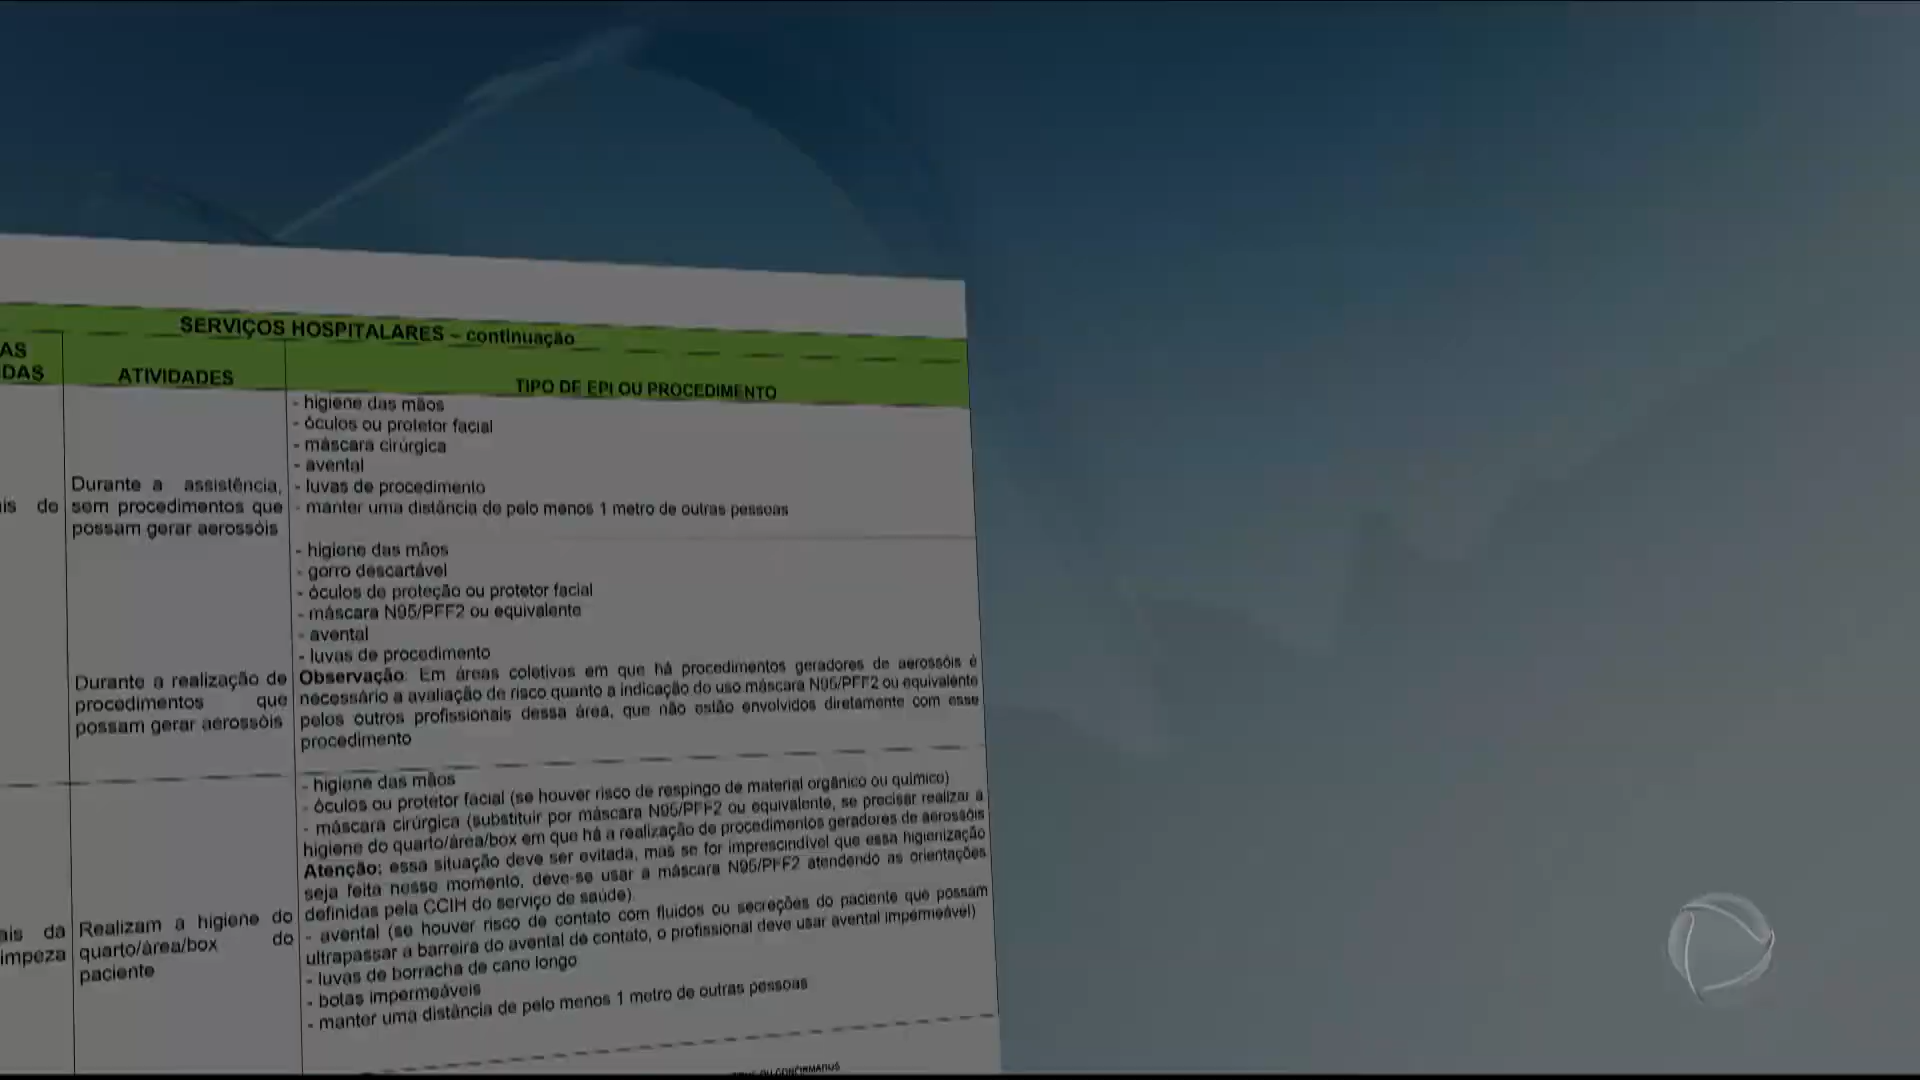 SERVIÇOS HOSPITALARES – continuação
AS
DAS
ATIVIDADES
TIPO DE EPI OU PROCEDIMENTO
is de
Durante a assistência,
sem procedimentos que
possam gerar aerossóis
- higiene das mãos
- óculos ou protetor facial
- máscara cirúrgica
- avental
- luvas de procedimento
- manter uma distância de pelo menos 1 metro de outras pessoas
Durante a realização de
procedimentos que
possam gerar aerossóis
- higiene das mãos
- gorro descartável
- óculos de proteção ou protetor facial
- máscara N95/PFF2 ou equivalente
- avental
- luvas de procedimento
Observação: Em áreas coletivas em que há procedimentos geradores de aerossóis é
necessário a avaliação de risco quanto a indicação do uso máscara N95/PFF2 ou equivalente
pelos outros profissionais dessa área, que não estão envolvidos diretamente com esse
procedimento
ais da
impeza
Realizam a higiene do
quarto/área/box do
paciente
- higiene das mãos
- óculos ou protetor facial (se houver risco de respingo de material orgânico ou químico)
- máscara cirúrgica (substituir por máscara N95/PFF2 ou equivalente, se precisar realizar a
higiene do quarto/área/box em que há a realização de procedimentos geradores de aerossóis
Atenção: essa situação deve ser evitada, mas se for imprescindível que essa higienização
seja feita nesse momento, deve-se usar a máscara N95/PFF2 atendendo as orientações
definidas pela CCIH do serviço de saúde).
- avental (se houver risco de contato com fluidos ou secreções do paciente que possam
ultrapassar a barreira do avental de contato, o profissional deve usar avental impermeável)
- luvas de borracha de cano longo
- botas impermeáveis
- manter uma distância de pelo menos 1 metro de outras pessoas
OU CONFIRMADOS